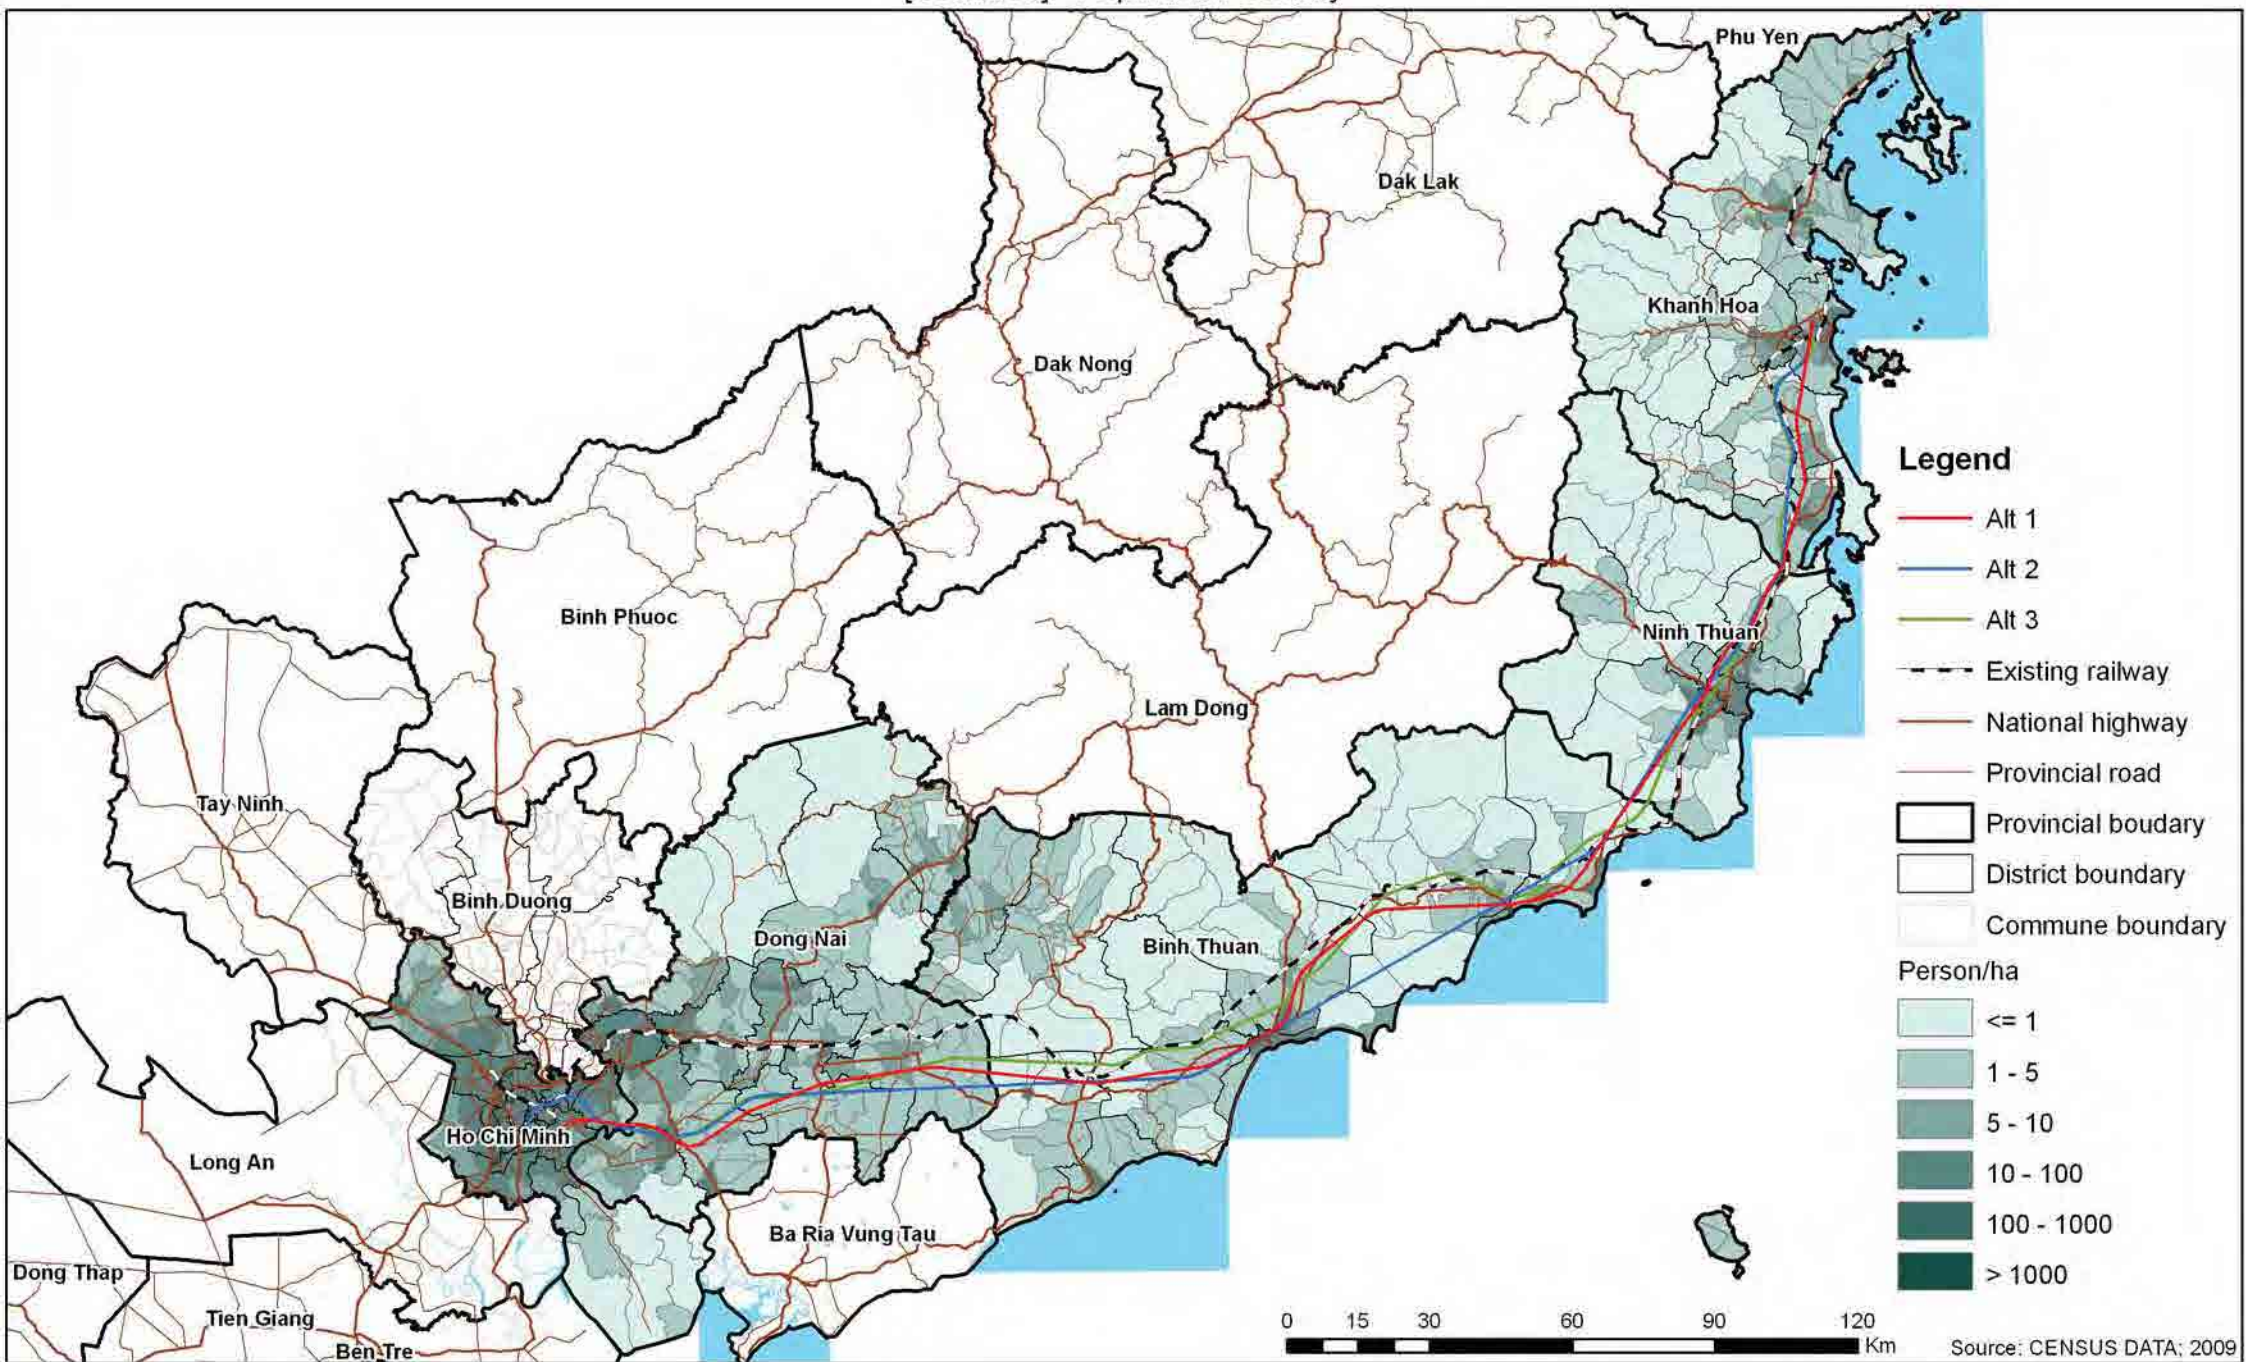 Phu Yen
Dak Lak
Khanh Hoa
Dak Nong
Legend
Alt 1
Alt 2
Binh Phuoc
Alt 3
Ninh Thuan
Existing railway
Lam Dong
National highway
Provincial road
Tay Ninh
Provincial boudary
District boundary
Binh Duong
Commune boundary
Dong Nai
Binh Thuan
Person/ha
<= 1
1 - 5
5 - 10
Ho Chi Minh
Long An
10 - 100
100 - 1000
Ba Ria Vung Tau
Dong Thap
> 1000
Tien Giang
0 15 30 60 90 120
Km
Source: CENSUS DATA; 2009
Ben Tre